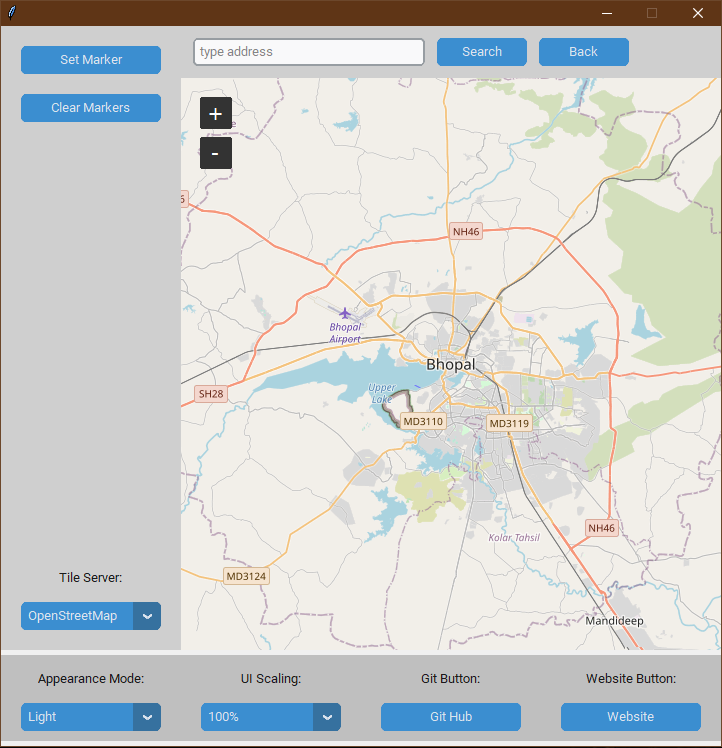 type address
Search
Back
Set Marker
Clear Markers
+
-
NH46
Bhopal
Airport
Bhopal
SH28
Upper
Lake
MD3110
MD3119
NH46
Kolar Tahsil
MD3124
Mandideep
Tile Server:
OpenStreetMap
Appearance Mode:
UI Scaling:
Git Button:
Website Button:
Light
100%
Git Hub
Website